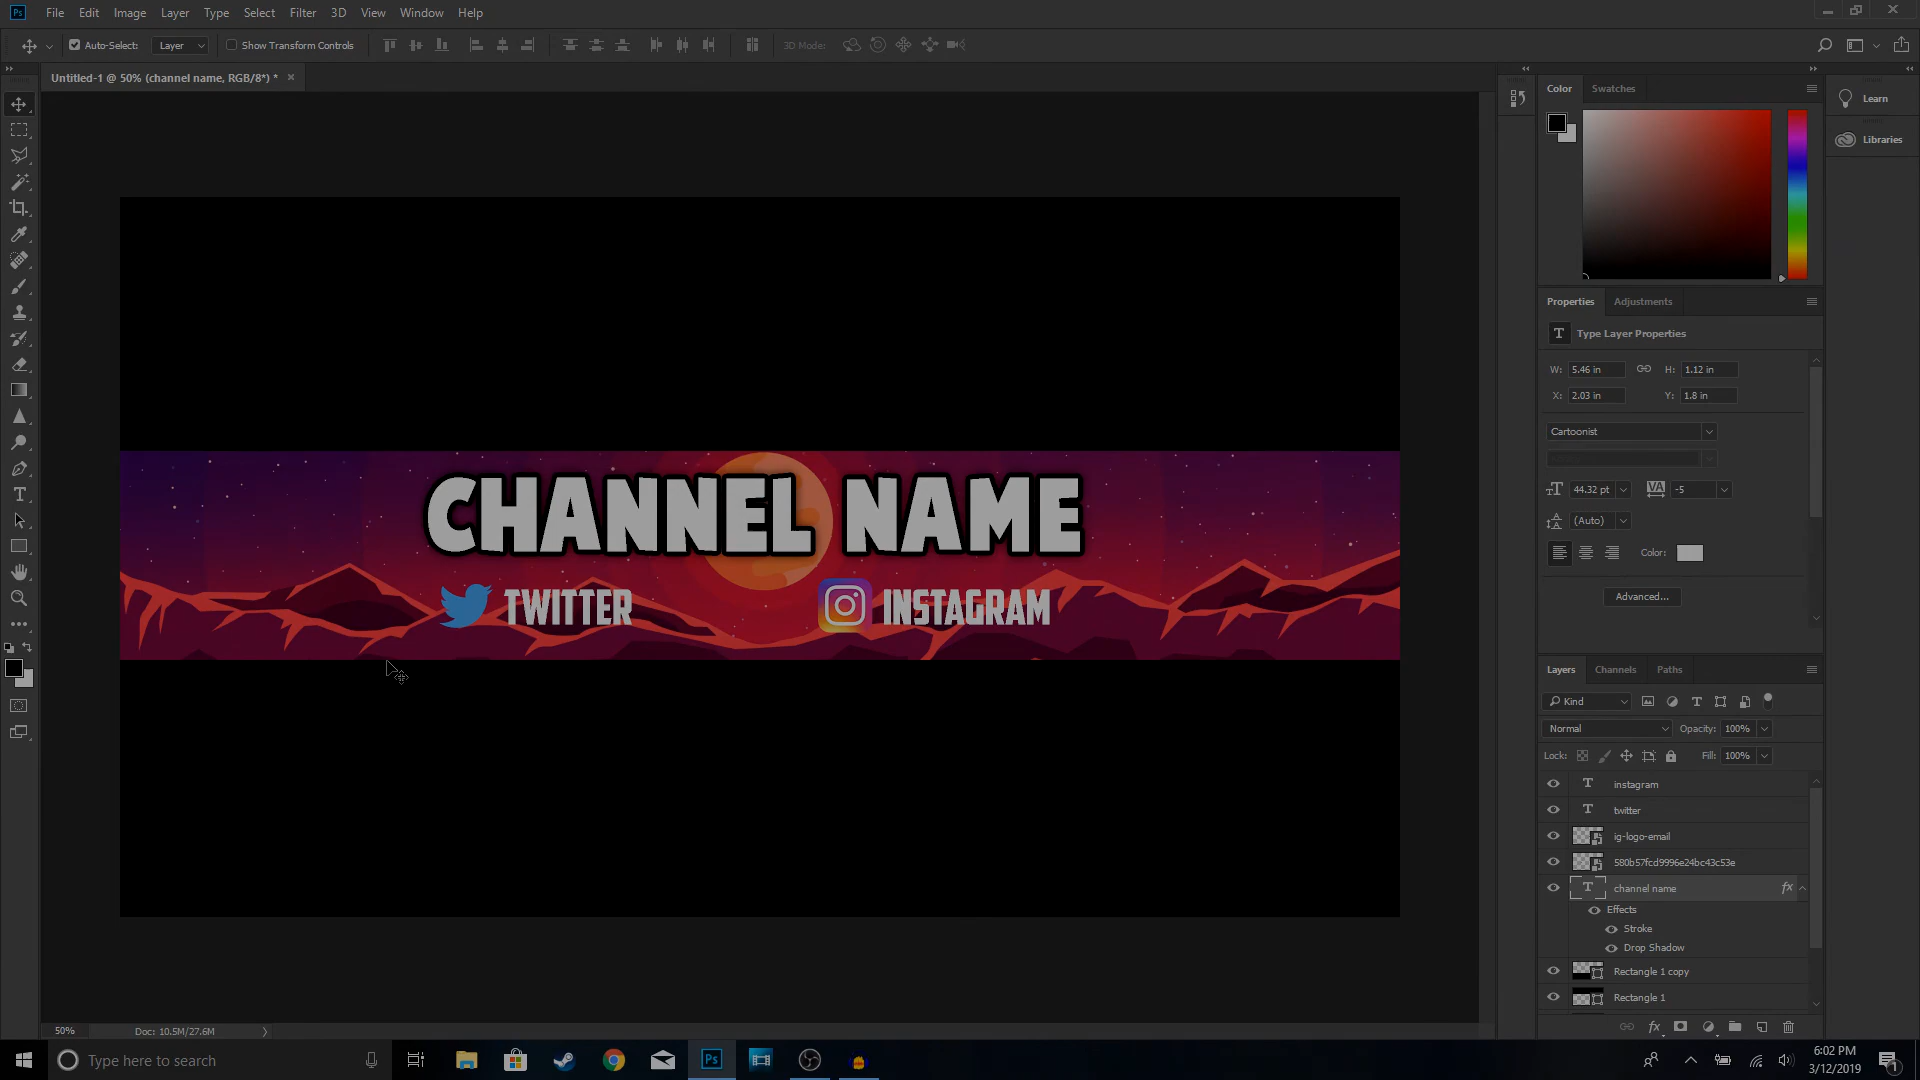 Ps File Edit Image Layer Type Select Filter 3D View Window Help
Auto-Select: Layer Show Transform Controls 3D Mode:
Untitled-1 @ 50% (channel name, RGB/8*) * ×
Color Swatches
Learn
Libraries
Properties Adjustments
T Type Layer Properties
W: 5.46 in H: 1.12 in
X: 2.03 in Y: 1.8 in
Cartoonist
44.32 pt VA -5
(Auto)
Color:
Advanced...
CHANNEL NAME
TWITTER INSTAGRAM
Layers Channels Paths
Kind
Normal Opacity: 100%
Lock: Fill: 100%
T instagram
T twitter
ig-logo-email
580b57fcd9996e24bc43c53e
T channel name fx
Effects
Stroke
Drop Shadow
Rectangle 1 copy
Rectangle 1
fx
50% Doc: 10.5M/27.6M
Type here to search
Ps
6:02 PM
3/12/2019
1